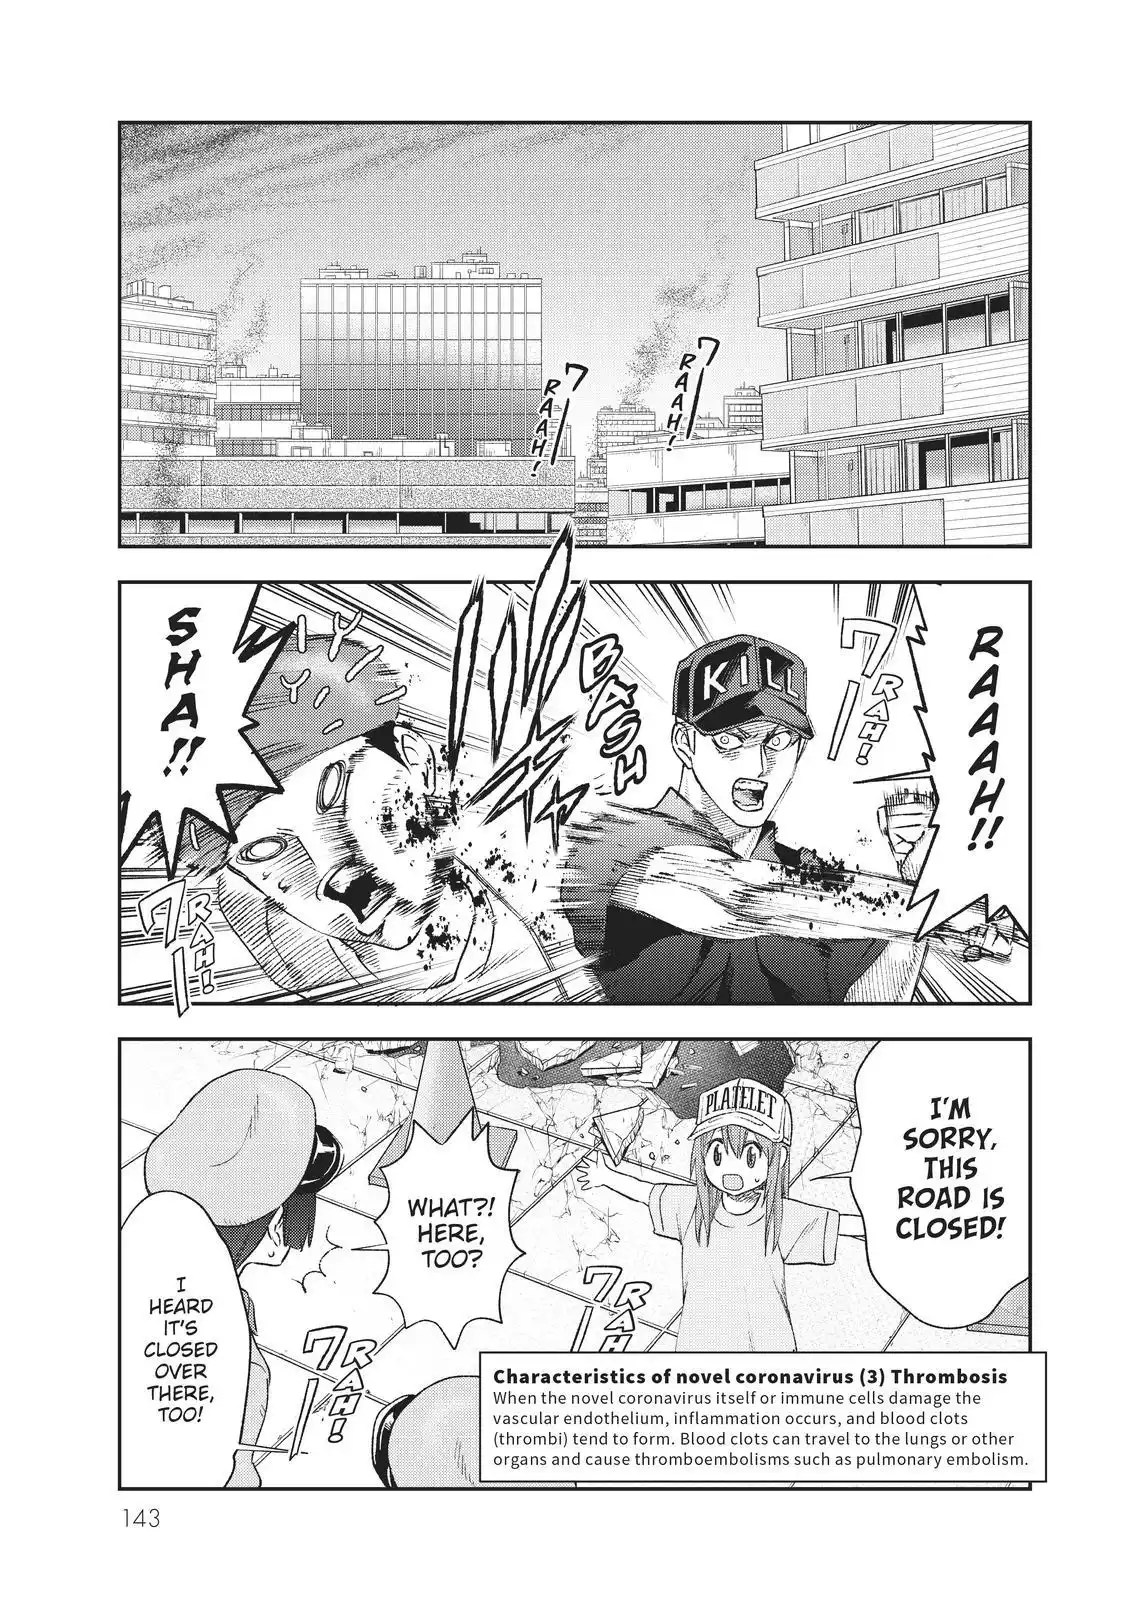 ワー
RAAH!
ワー
RAAH!
RAAAH!!
ワー
RAH!
KILL
BASH
SHA!!
ワー
RAH!
I'M
SORRY,
THIS
ROAD IS
CLOSED!
PLATELET
WHAT?!
HERE,
TOO?
I
HEARD
IT'S
CLOSED
OVER
THERE,
TOO!
ワー
RAH!
ワー
RAH!
Characteristics of novel coronavirus (3) Thrombosis
When the novel coronavirus itself or immune cells damage the
vascular endothelium, inflammation occurs, and blood clots
(thrombi) tend to form. Blood clots can travel to the lungs or other
organs and cause thromboembolisms such as pulmonary embolism.
143